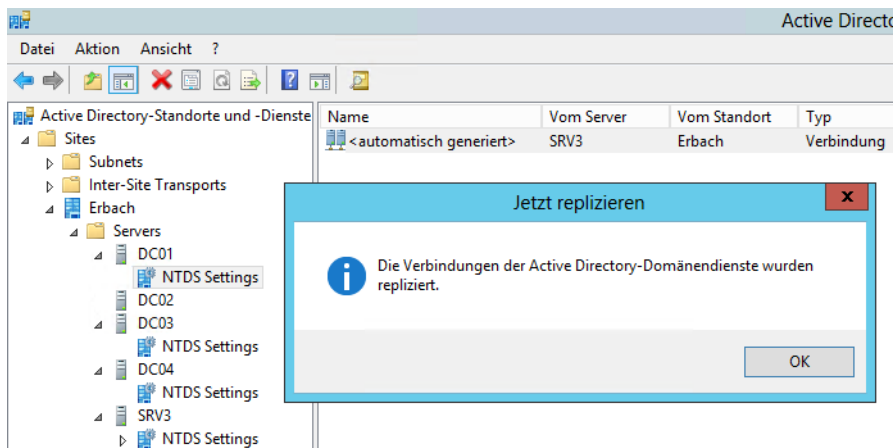 Active Directo
Datei Aktion Ansicht ?
Active Directory-Standorte und -Dienste
Sites
Subnets
Inter-Site Transports
Erbach
Servers
DC01
NTDS Settings
DC02
DC03
NTDS Settings
DC04
NTDS Settings
SRV3
NTDS Settings
Name Vom Server Vom Standort Typ
<automatisch generiert> SRV3 Erbach Verbindung
Jetzt replizieren
x
Die Verbindungen der Active Directory-Domänendienste wurden
repliziert.
OK